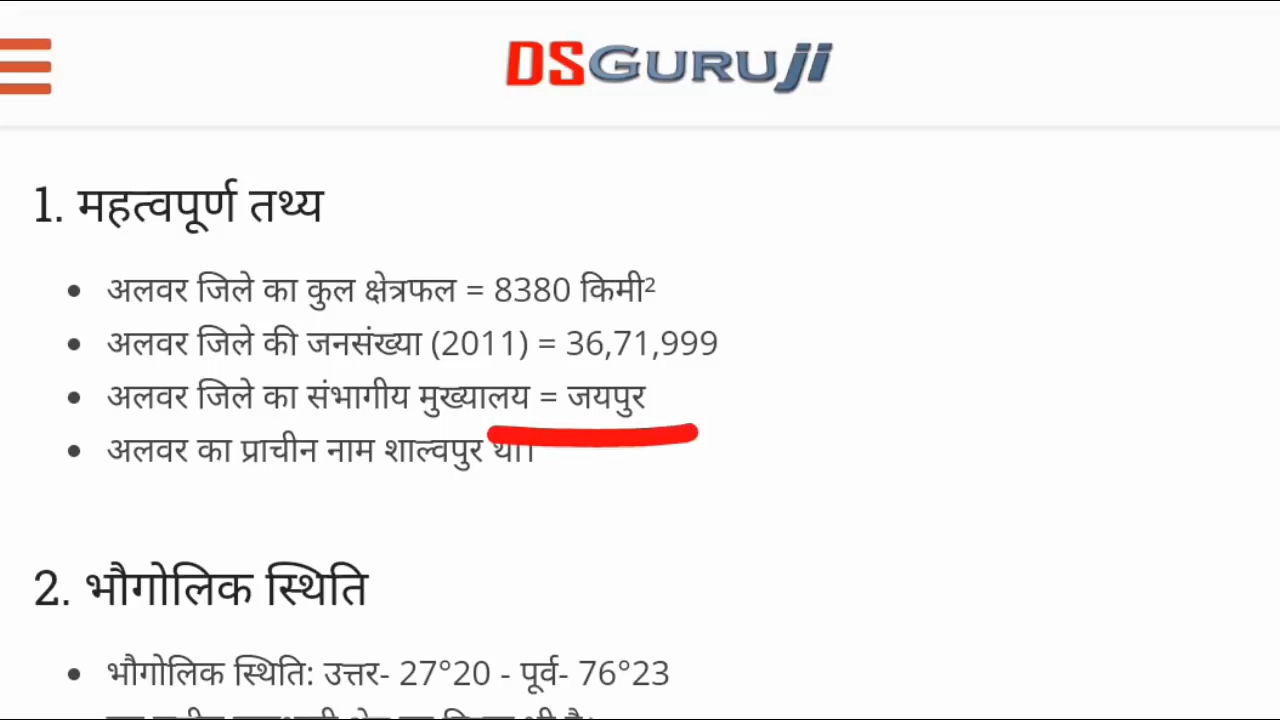 DSGURUji
1. महत्वपूर्ण तथ्य
• अलवर जिले का कुल क्षेत्रफल = 8380 किमी²
• अलवर जिले की जनसंख्या (2011) = 36,71,999
• अलवर जिले का संभागीय मुख्यालय = जयपुर
• अलवर का प्राचीन नाम शाल्वपुर था।
2. भौगोलिक स्थिति
• भौगोलिक स्थिति: उत्तर- 27°20 - पूर्व- 76°23